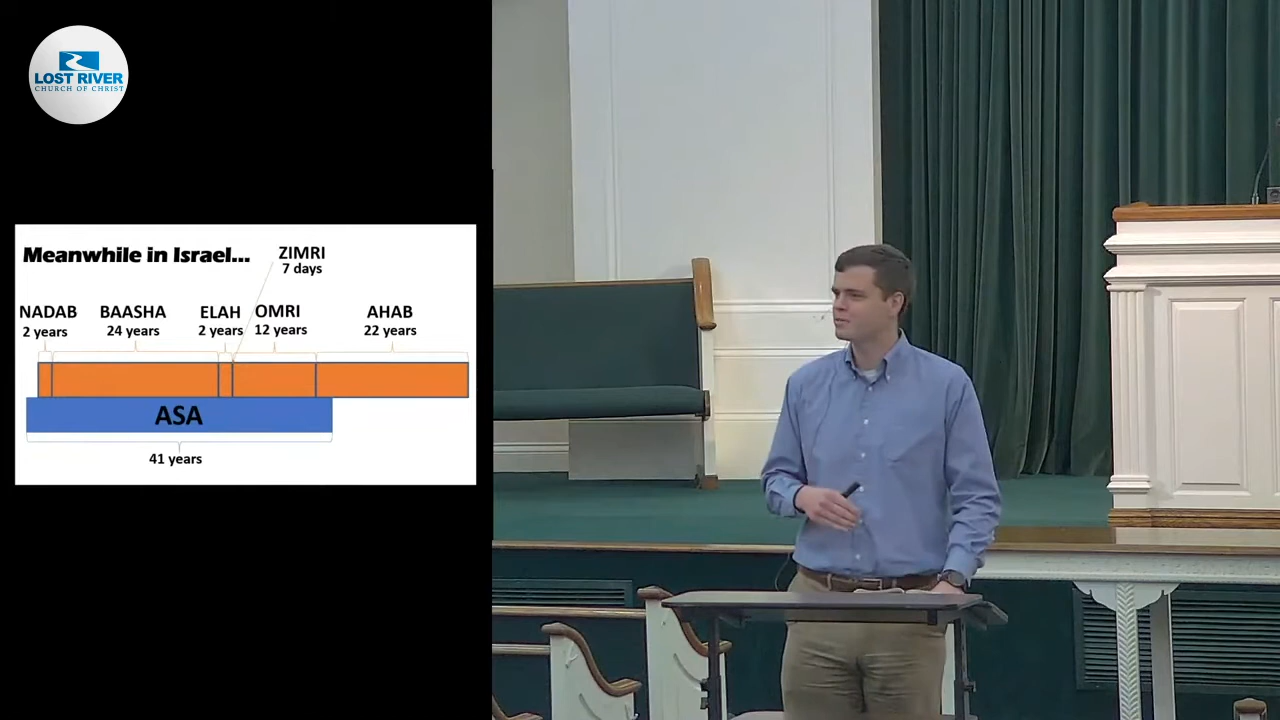 LOST RIVER
CHURCH OF CHRIST
Meanwhile in Israel...
ZIMRI
7 days
NADAB
2 years
BAASHA
24 years
ELAH
2 years
OMRI
12 years
AHAB
22 years
ASA
41 years